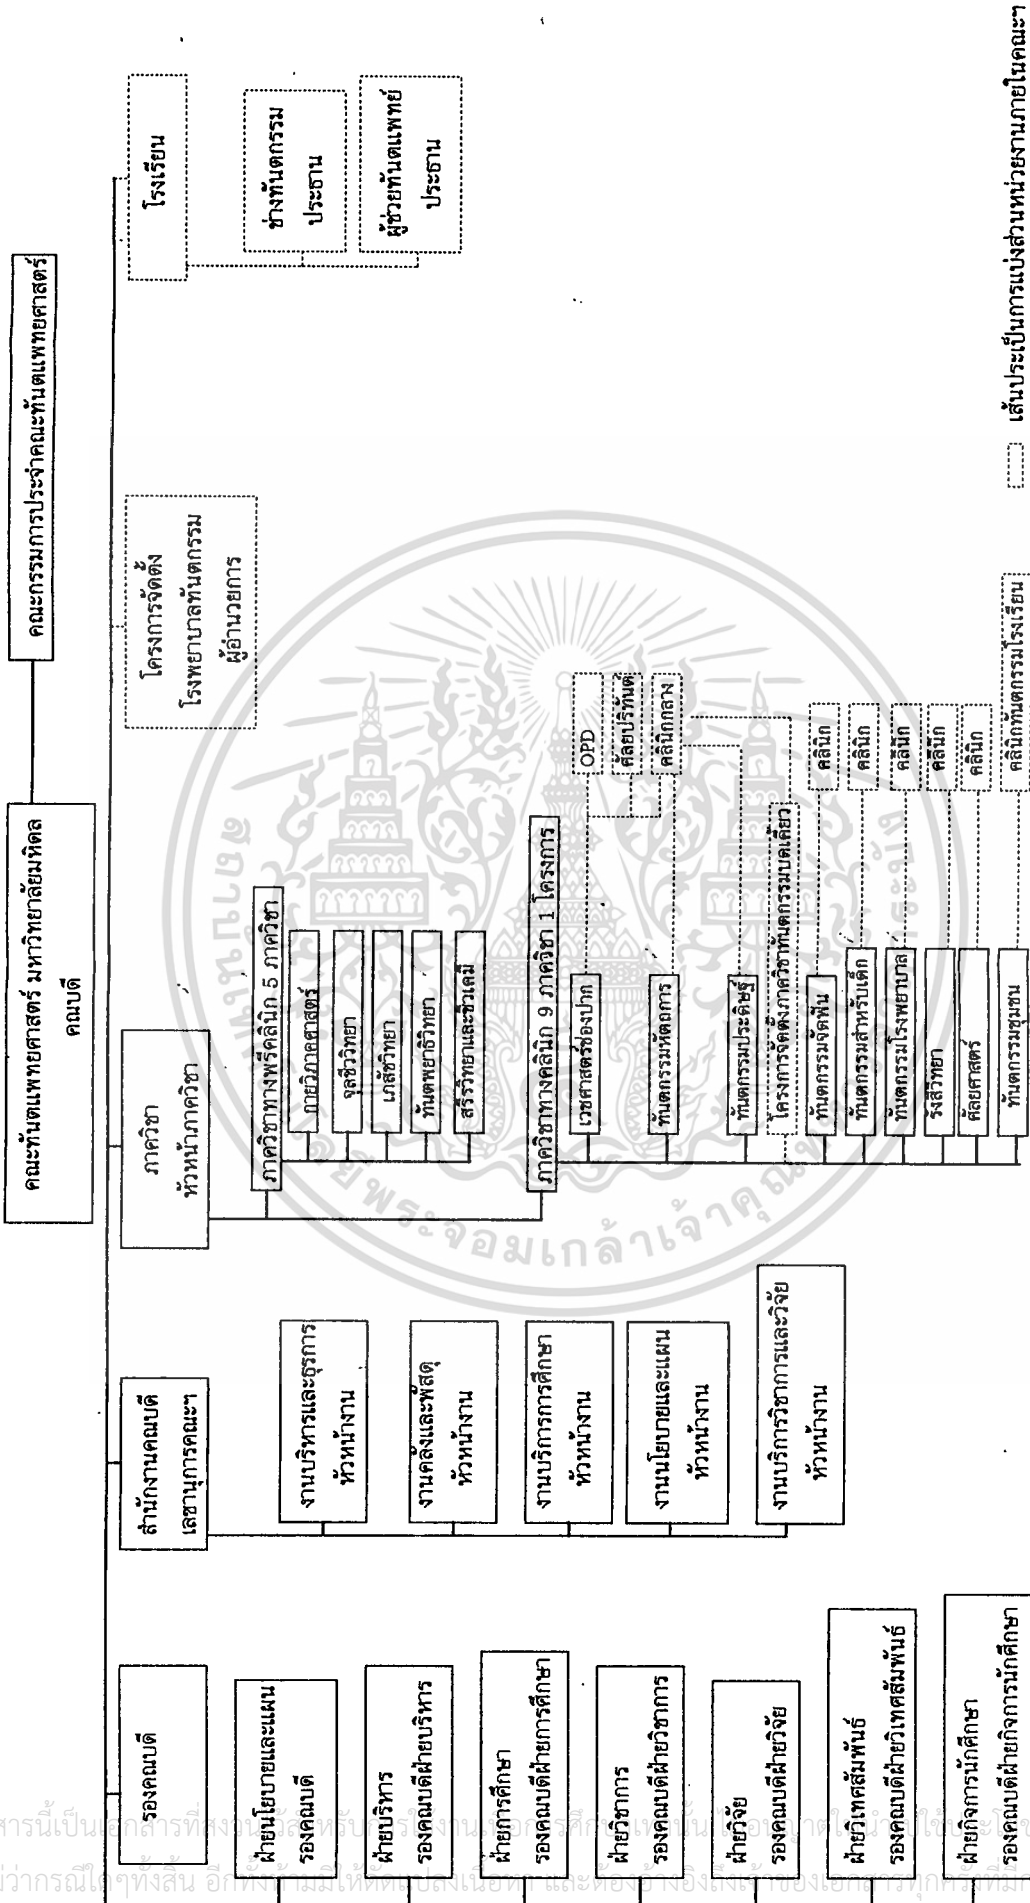 คณะทันตแพทยศาสตร์ มหาวิทยาลัยมหิดล
คณบดี
คณะกรรมการประจำคณะทันตแพทยศาสตร์
รองคณบดี
ฝ่ายนโยบายและแผน
รองคณบดี
ฝ่ายบริหาร
รองคณบดีฝ่ายบริหาร
ฝ่ายการศึกษา
รองคณบดีฝ่ายการศึกษา
ฝ่ายวิชาการ
รองคณบดีฝ่ายวิชาการ
ฝ่ายวิจัย
รองคณบดีฝ่ายวิจัย
ฝ่ายวิเทศสัมพันธ์
รองคณบดีฝ่ายวิเทศสัมพันธ์
ฝ่ายกิจการนักศึกษา
รองคณบดีฝ่ายกิจการนักศึกษา
สำนักงานคณบดี
เลขานุการคณะฯ
งานบริหารและธุรการ
หัวหน้างาน
งานคลังและพัสดุ
หัวหน้างาน
งานบริการการศึกษา
หัวหน้างาน
งานนโยบายและแผน
หัวหน้างาน
งานบริการวิชาการและวิจัย
หัวหน้างาน
ภาควิชา
หัวหน้าภาควิชา
ภาควิชาทางพรีคลินิก 5 ภาควิชา
กายวิภาคศาสตร์
จุลชีววิทยา
เภสัชวิทยา
ทันตพยาธิวิทยา
สรีรวิทยาและชีวเคมี
ภาควิชาทางคลินิก 9 ภาควิชา 1 โครงการ
เวชศาสตร์ช่องปาก
OPD
ศัลยปริทันต์
คลินิกกลาง
ทันตกรรมหัตถการ
ทันตกรรมประดิษฐ์
โครงการจัดตั้งภาควิชาทันตกรรมบดเคี้ยว
ทันตกรรมจัดฟัน
คลินิก
ทันตกรรมสำหรับเด็ก
คลินิก
ทันตกรรมโรงพยาบาล
คลินิก
รังสีวิทยา
คลินิก
ศัลยศาสตร์
คลินิก
ทันตกรรมชุมชน
คลินิกทันตกรรมโรงเรียน
โครงการจัดตั้ง
โรงพยาบาลทันตกรรม
ผู้อำนวยการ
โรงเรียน
ช่างทันตกรรม
ประธาน
ผู้ช่วยทันตแพทย์
ประธาน
เส้นประเป็นการแบ่งส่วนหน่วยงานภายในคณะฯ